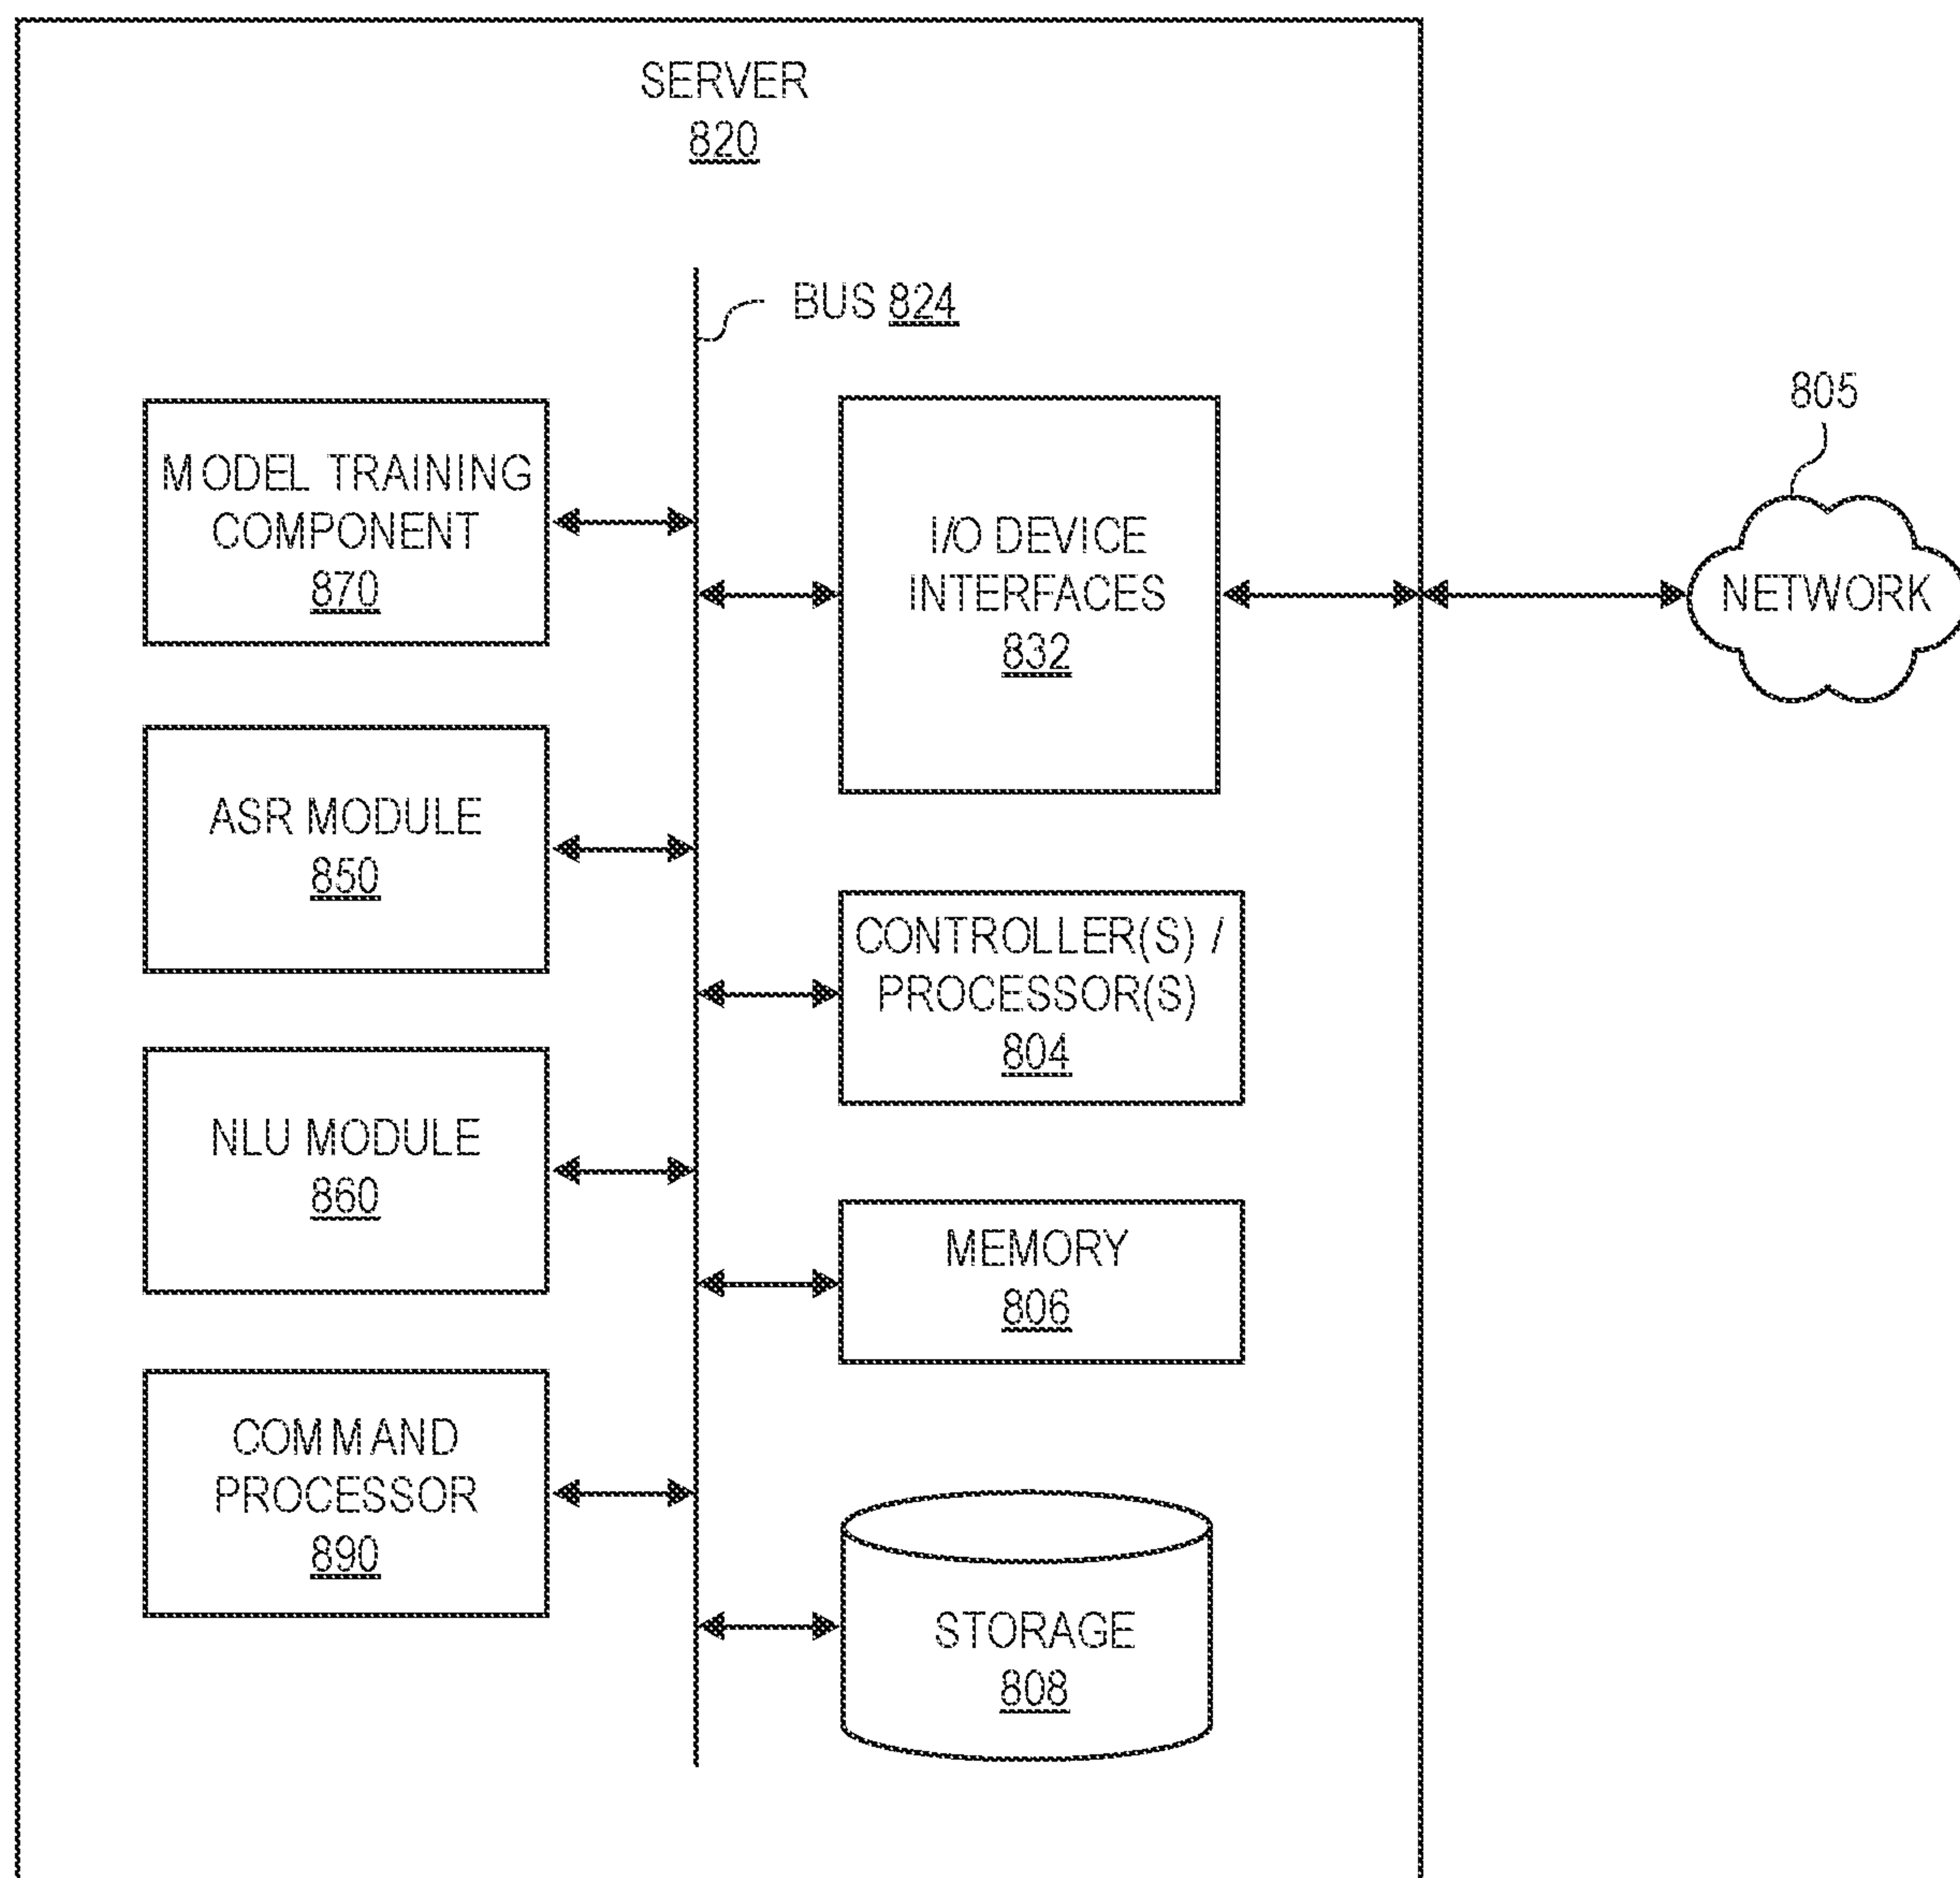 SERVER
820
BUS 824
MODEL TRAINING
COMPONENT
870
I/O DEVICE
INTERFACES
832
805
NETWORK
ASR MODULE
850
CONTROLLER(S) /
PROCESSOR(S)
804
NLU MODULE
860
MEMORY
806
COMMAND
PROCESSOR
890
STORAGE
808